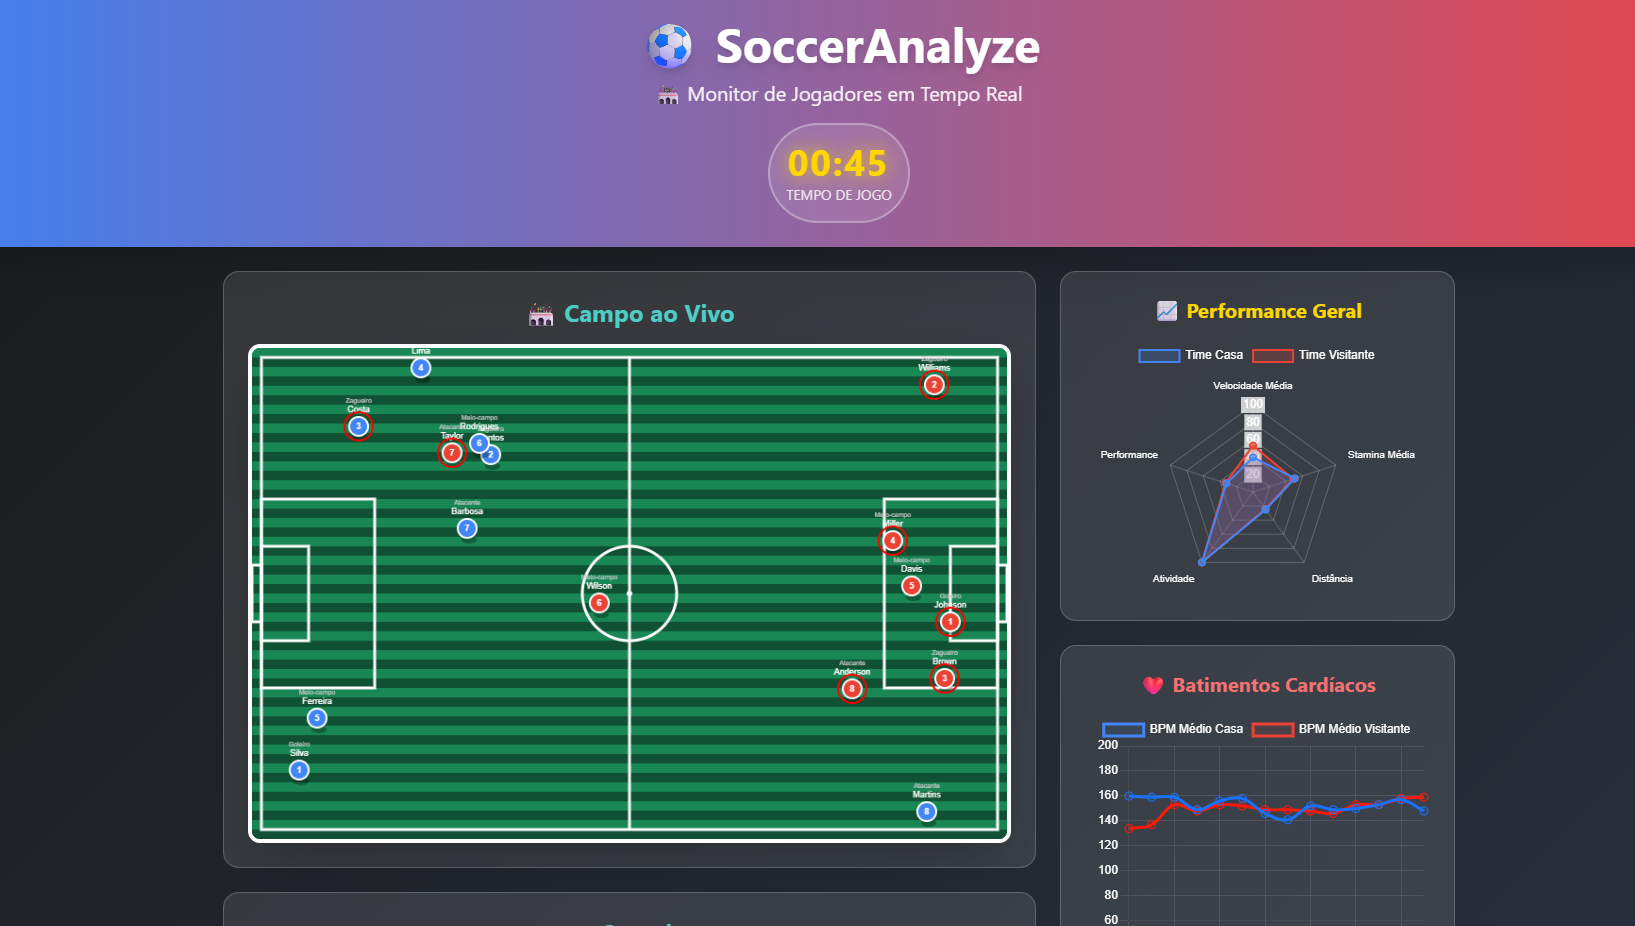 SoccerAnalyze
Monitor de Jogadores em Tempo Real
00:45
TEMPO DE JOGO
Campo ao Vivo
Lima
4
Zagueiro
Williams
2
Zagueiro
Costa
3
Meio-campo
Rodrigues
6
Taylor
7
2
Atacante
Barbosa
7
Meio-campo
Miller
4
Meio-campo
Davis
5
Meio-campo
Wilson
6
Goleiro
Johnson
1
Zagueiro
Brown
3
Atacante
Anderson
8
Meio-campo
Ferreira
5
Goleiro
Silva
1
Atacante
Martins
8
Performance Geral
Time Casa Time Visitante
Velocidade Média
100
80
60
20
Performance
Stamina Média
Atividade
Distância
Batimentos Cardíacos
BPM Médio Casa BPM Médio Visitante
200
180
160
140
120
100
80
60